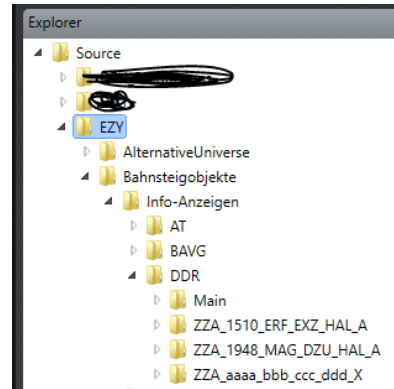 Explorer
Source
EZY
AlternativeUniverse
Bahnsteigobjekte
Info-Anzeigen
AT
BAVG
DDR
Main
ZZA_1510_ERF_EXZ_HAL_A
ZZA_1948_MAG_DZU_HAL_A
ZZA_aaaa_bbb_ccc_ddd_X